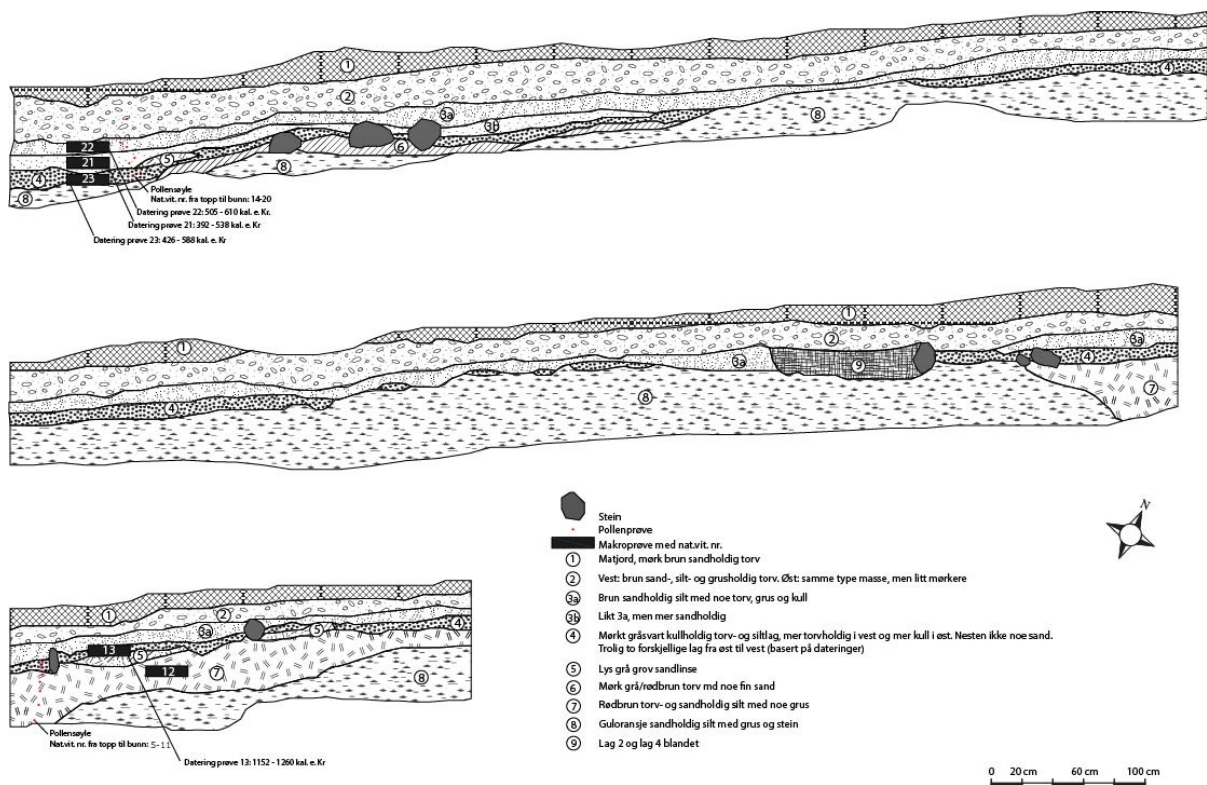 1
2
3a
3b
4
22
21
5
6
8
4
23
8
Pollensøyle
Nat.vit. nr. fra topp til bunn: 14-20
Datering prøve 22: 505 - 610 kal. e. Kr.
Datering prøve 21: 392 - 538 kal. e. Kr
Datering prøve 23: 426 - 588 kal. e. Kr
8
1
1
2
3a
3a
9
4
4
8
7
1
2
3a
5
4
13
5
12
7
8
Pollensøyle
Nat.vit. nr. fra topp til bunn: 5-11
Datering prøve 13: 1152 - 1260 kal. e. Kr
Stein
Pollenprøve
Makroprøve med nat.vit. nr.
1 Matjord, mørk brun sandholdig torv
2 Vest: brun sand-, silt- og grusholdig torv. Øst: samme type masse, men litt mørkere
3a Brun sandholdig silt med noe torv, grus og kull
3b Likt 3a, men mer sandholdig
4 Mørkt gråsvart kullholdig torv- og siltlag, mer torvholdig i vest og mer kull i øst. Nesten ikke noe sand.
Trolig to forskjellige lag fra øst til vest (basert på dateringer)
5 Lys grå grov sandlinse
6 Mørk grå/rødbrun torv md noe fin sand
7 Rødbrun torv- og sandholdig silt med noe grus
8 Guloransje sandholdig silt med grus og stein
9 Lag 2 og lag 4 blandet
N
0 20 cm 60 cm 100 cm